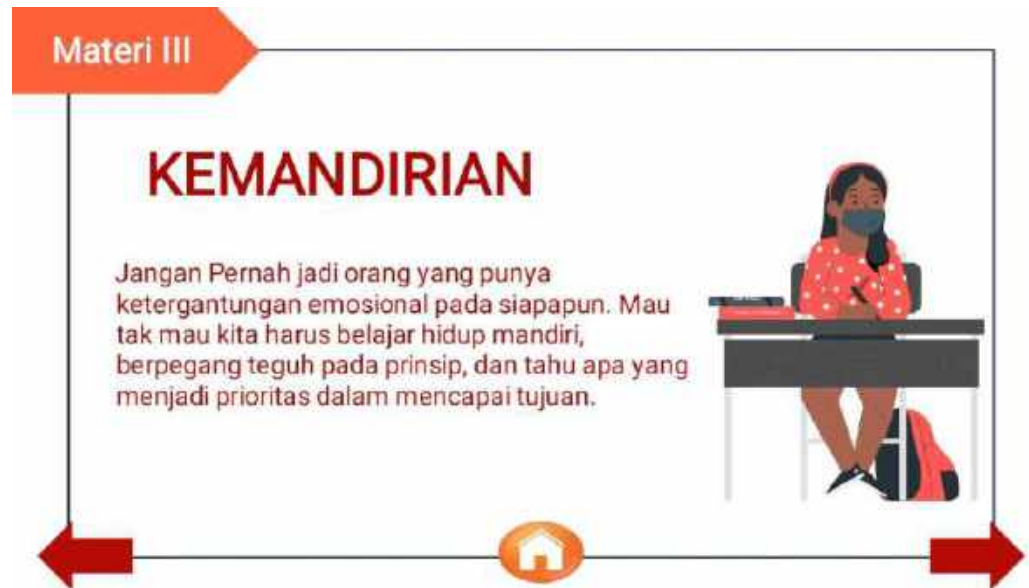 Materi III
KEMANDIRIAN
Jangan Pernah jadi orang yang punya
ketergantungan emosional pada siapapun. Mau
tak mau kita harus belajar hidup mandiri,
berpegang teguh pada prinsip, dan tahu apa yang
menjadi prioritas dalam mencapai tujuan.